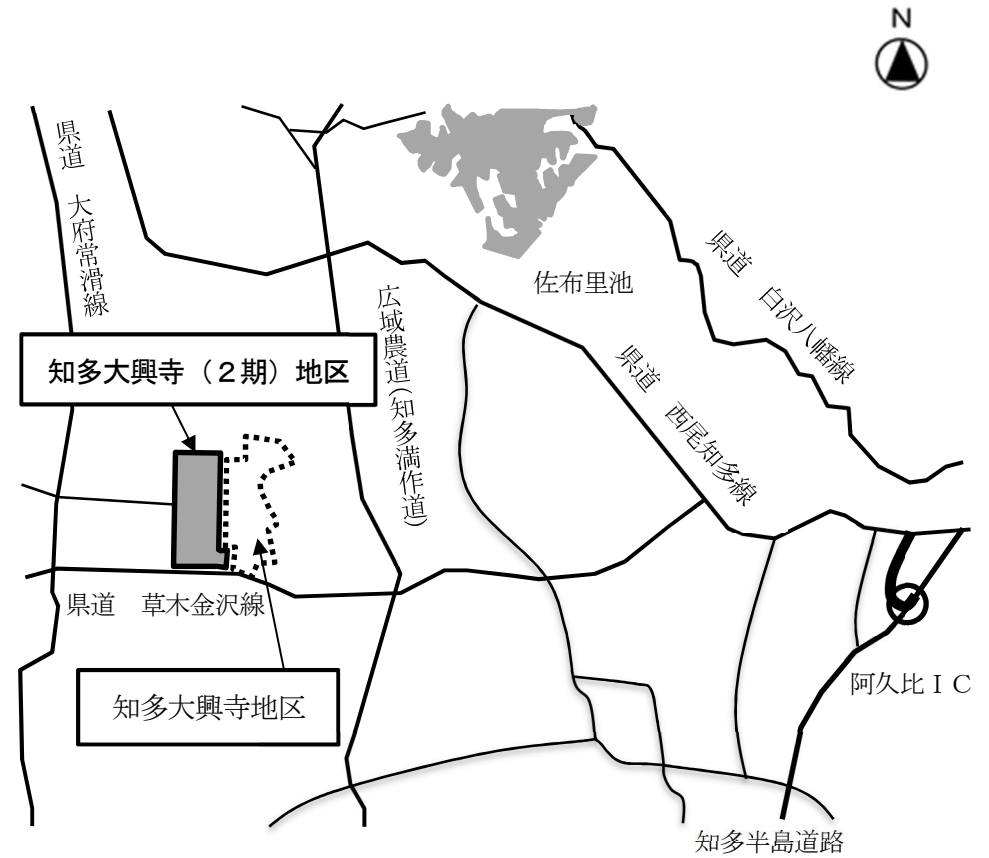 N
県道　大府常滑線
佐布里池
県道　白沢八幡線
広域農道(知多満作道)
県道　西尾知多線
知多大興寺（２期）地区
県道　草木金沢線
知多大興寺地区
阿久比ＩＣ
知多半島道路